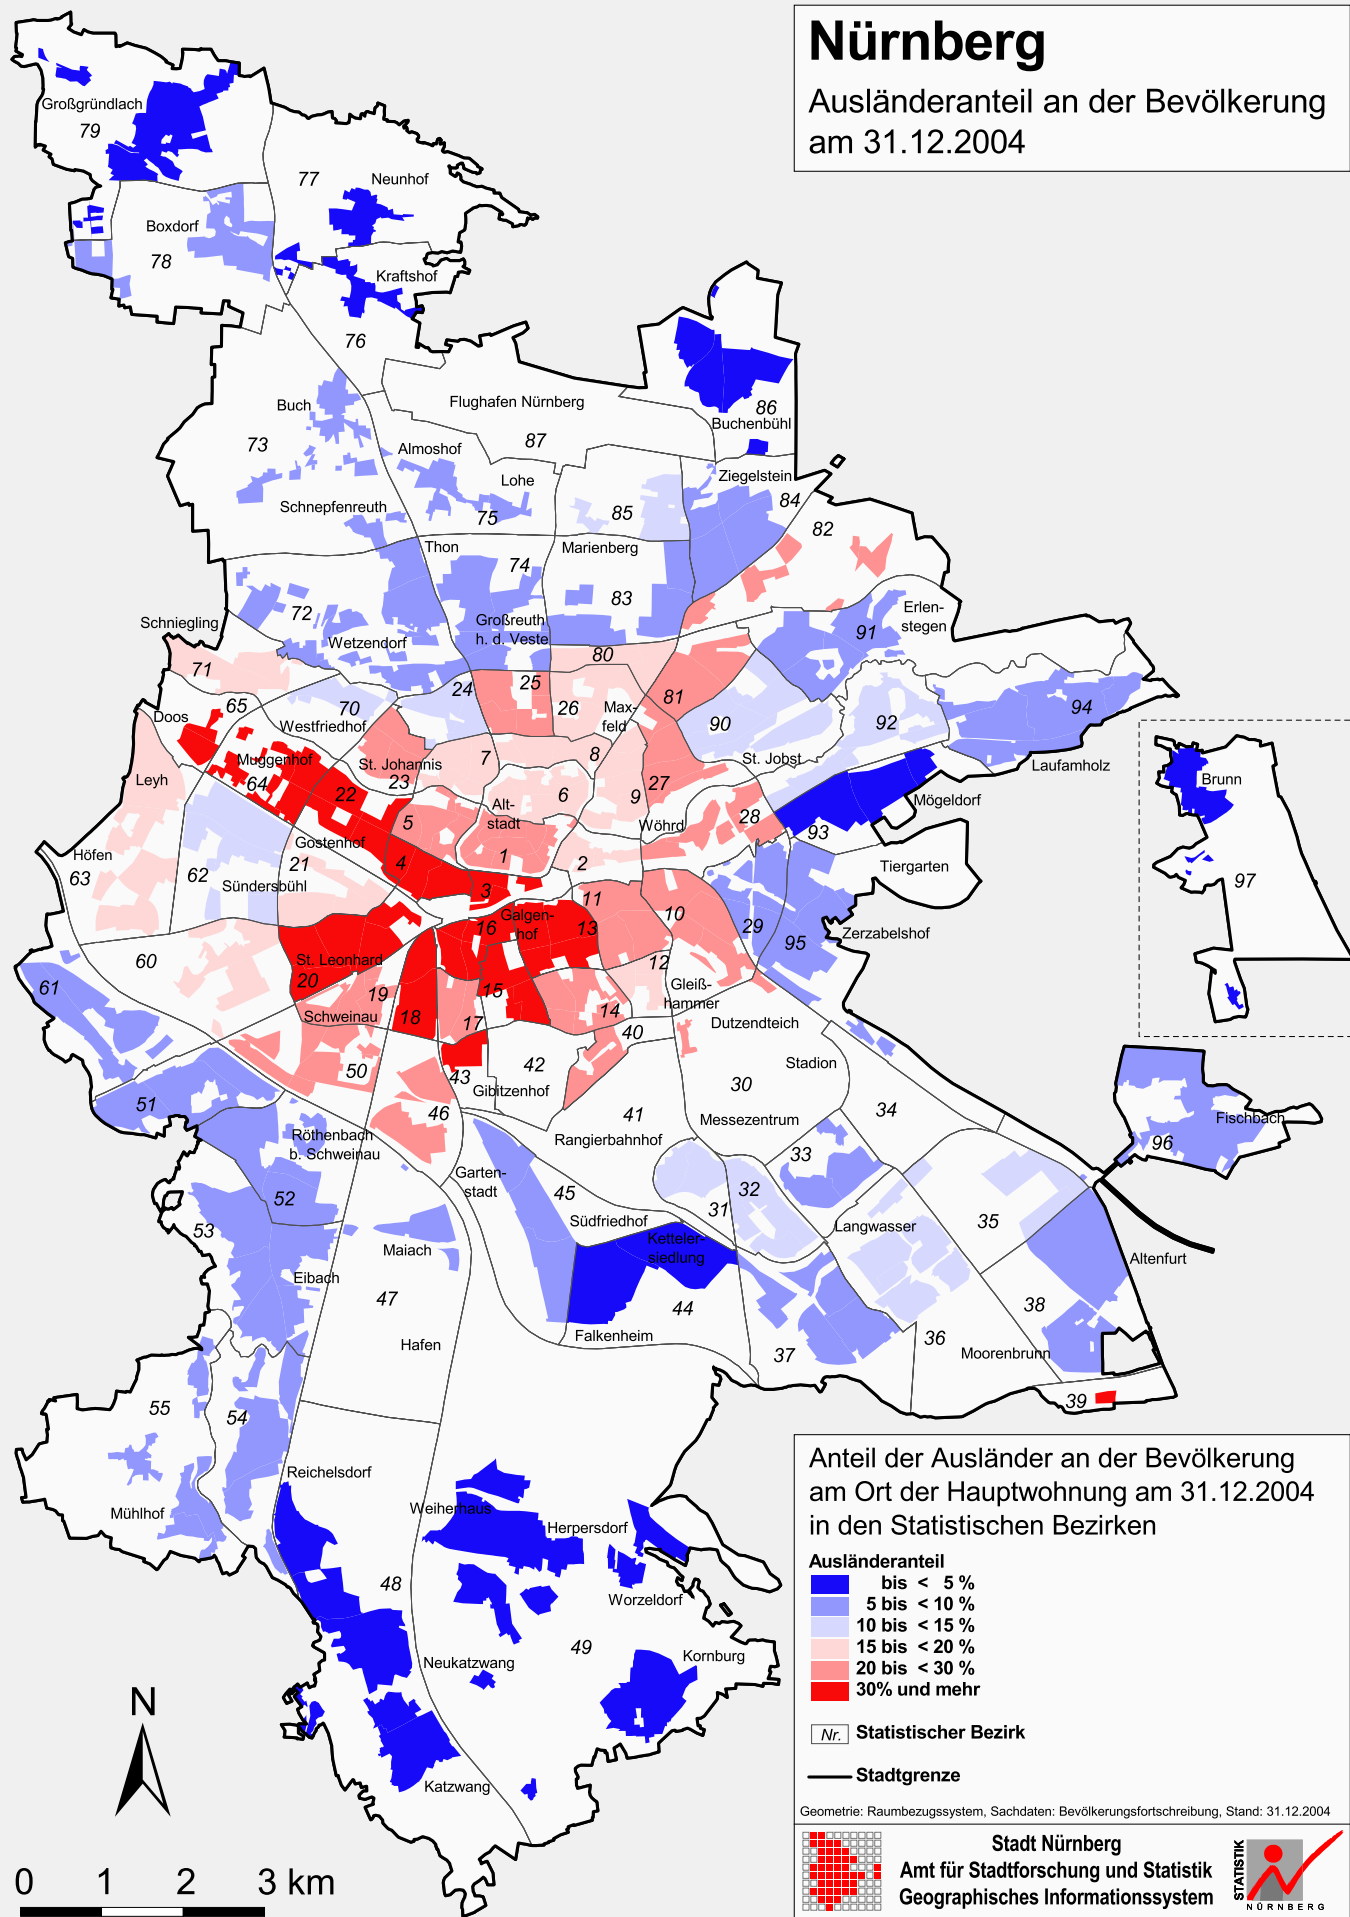 Nürnberg
Ausländeranteil an der Bevölkerung
am 31.12.2004
Großgründlach
79
77
Neunhof
Boxdorf
78
Kraftshof
76
Buch
73
Flughafen Nürnberg
87
86
Buchenbühl
Almoshof
Lohe
75
Schnepfenreuth
85
Ziegelstein
84
82
Thon
74
Marienberg
83
72
Großreuth
h. d. Veste
Wetzendorf
Schniegling
71
91
Erlen-
stegen
80
24
25
26
Max-
feld
81
65
70
Doos
Westfriedhof
90
92
94
Muggenhof
64
St. Johannis
23
7
8
St. Jobst
Laufamholz
Leyh
22
Alt-
stadt
6
9
27
Mögeldorf
28
93
Wöhrd
5
Gostenhof
1
2
4
Höfen
63
62
21
Sündersbühl
3
Tiergarten
11
10
Galgen-
hof
16
13
29
95
Zerzabelshof
60
St. Leonhard
20
12
61
19
Schweinau
18
17
15
14
Gleiß-
hammer
Dutzendteich
40
50
43
42
Gibitzenhof
Stadion
30
51
46
41
Rangierbahnhof
Messezentrum
34
Röthenbach
b. Schweinau
33
Garten-
stadt
45
31
32
52
53
Südfriedhof
Langwasser
35
Ketteler-
siedlung
Maiach
Eibach
47
44
38
Altenfurt
Hafen
Falkenheim
37
36
Moorenbrunn
39
55
54
Brunn
97
Fischbach
96
Reichelsdorf
Mühlhof
Weiherhaus
Herpersdorf
48
Worzeldorf
49
Neukatzwang
Kornburg
Katzwang
N
0 1 2 3 km
Anteil der Ausländer an der Bevölkerung
am Ort der Hauptwohnung am 31.12.2004
in den Statistischen Bezirken
Ausländeranteil
bis < 5 %
5 bis < 10 %
10 bis < 15 %
15 bis < 20 %
20 bis < 30 %
30% und mehr
Nr. Statistischer Bezirk
Stadtgrenze
Geometrie: Raumbezugssystem, Sachdaten: Bevölkerungsfortschreibung, Stand: 31.12.2004
Stadt Nürnberg
Amt für Stadtforschung und Statistik
Geographisches Informationssystem
STATISTIK
NÜRNBERG